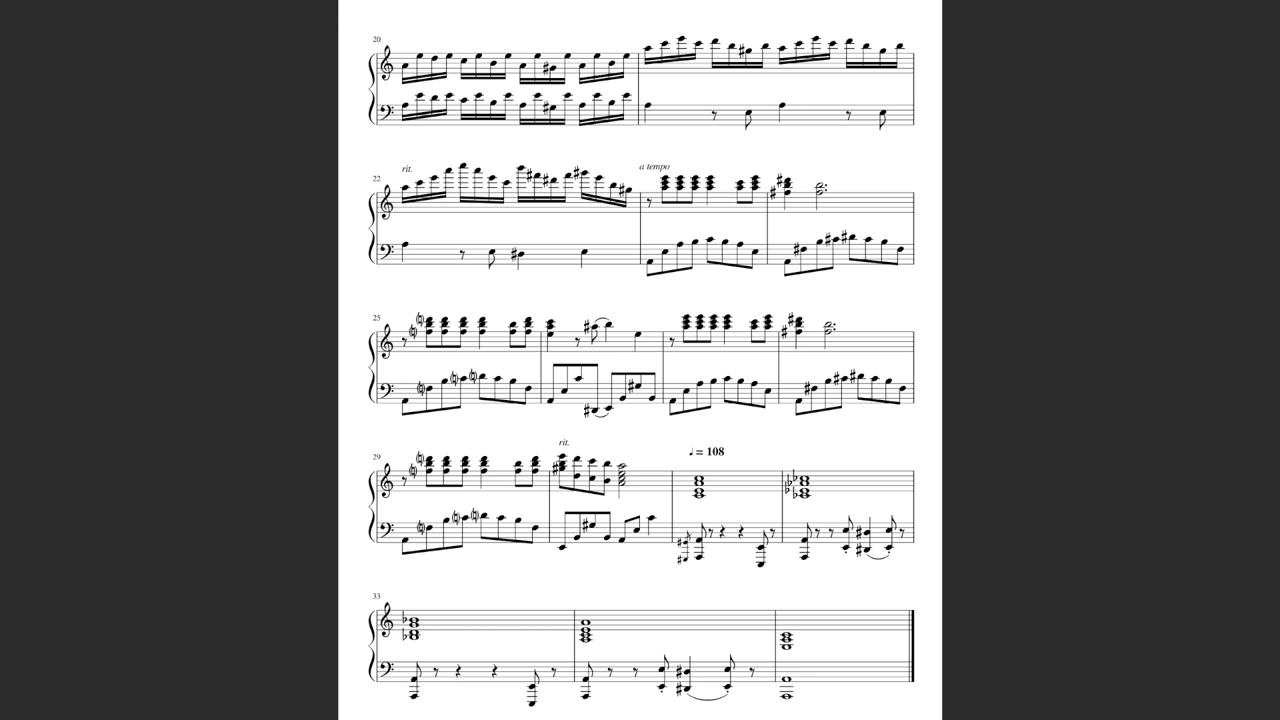 20
22
rit.
a tempo
25
29
rit.
♩ = 108
33